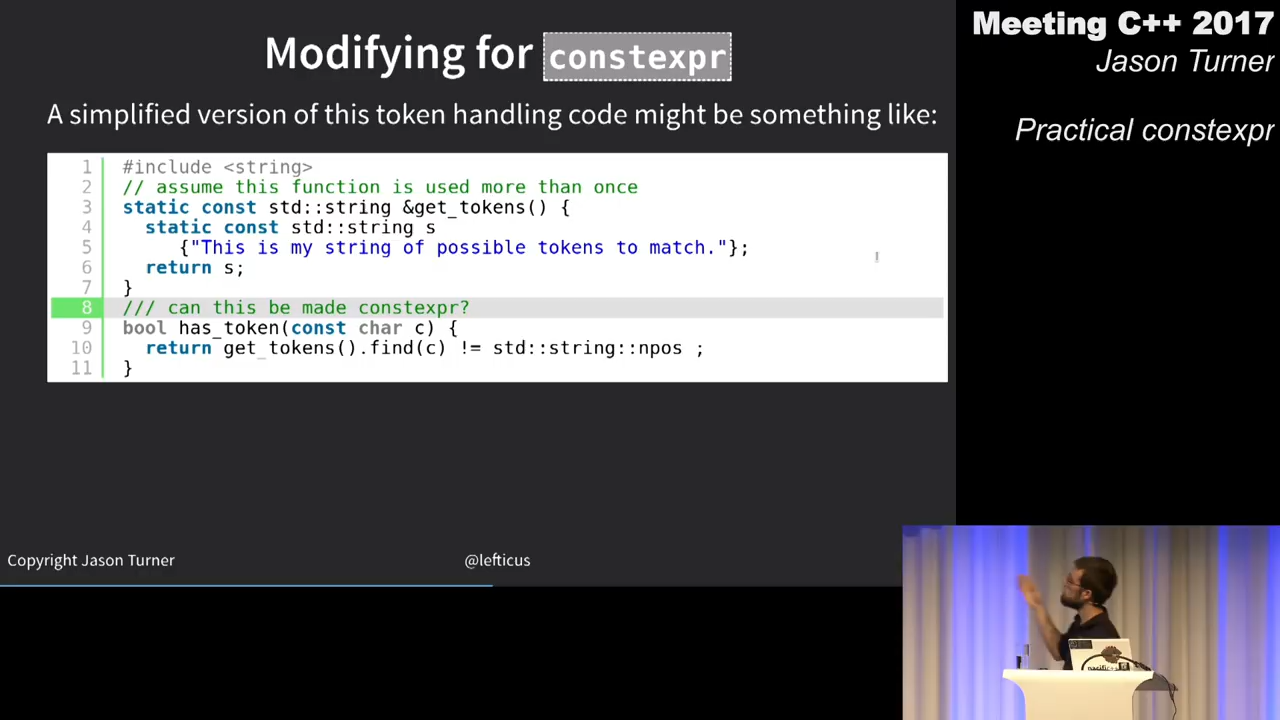 Modifying for constexpr
A simplified version of this token handling code might be something like:
1 #include <string>
2 // assume this function is used more than once
3 static const std::string &get_tokens() {
4 static const std::string s
5 {"This is my string of possible tokens to match."};
6 return s;
7 }
8 /// can this be made constexpr?
9 bool has_token(const char c) {
10 return get_tokens().find(c) != std::string::npos ;
11 }
Copyright Jason Turner
@lefticus
Meeting C++ 2017
Jason Turner
Practical constexpr